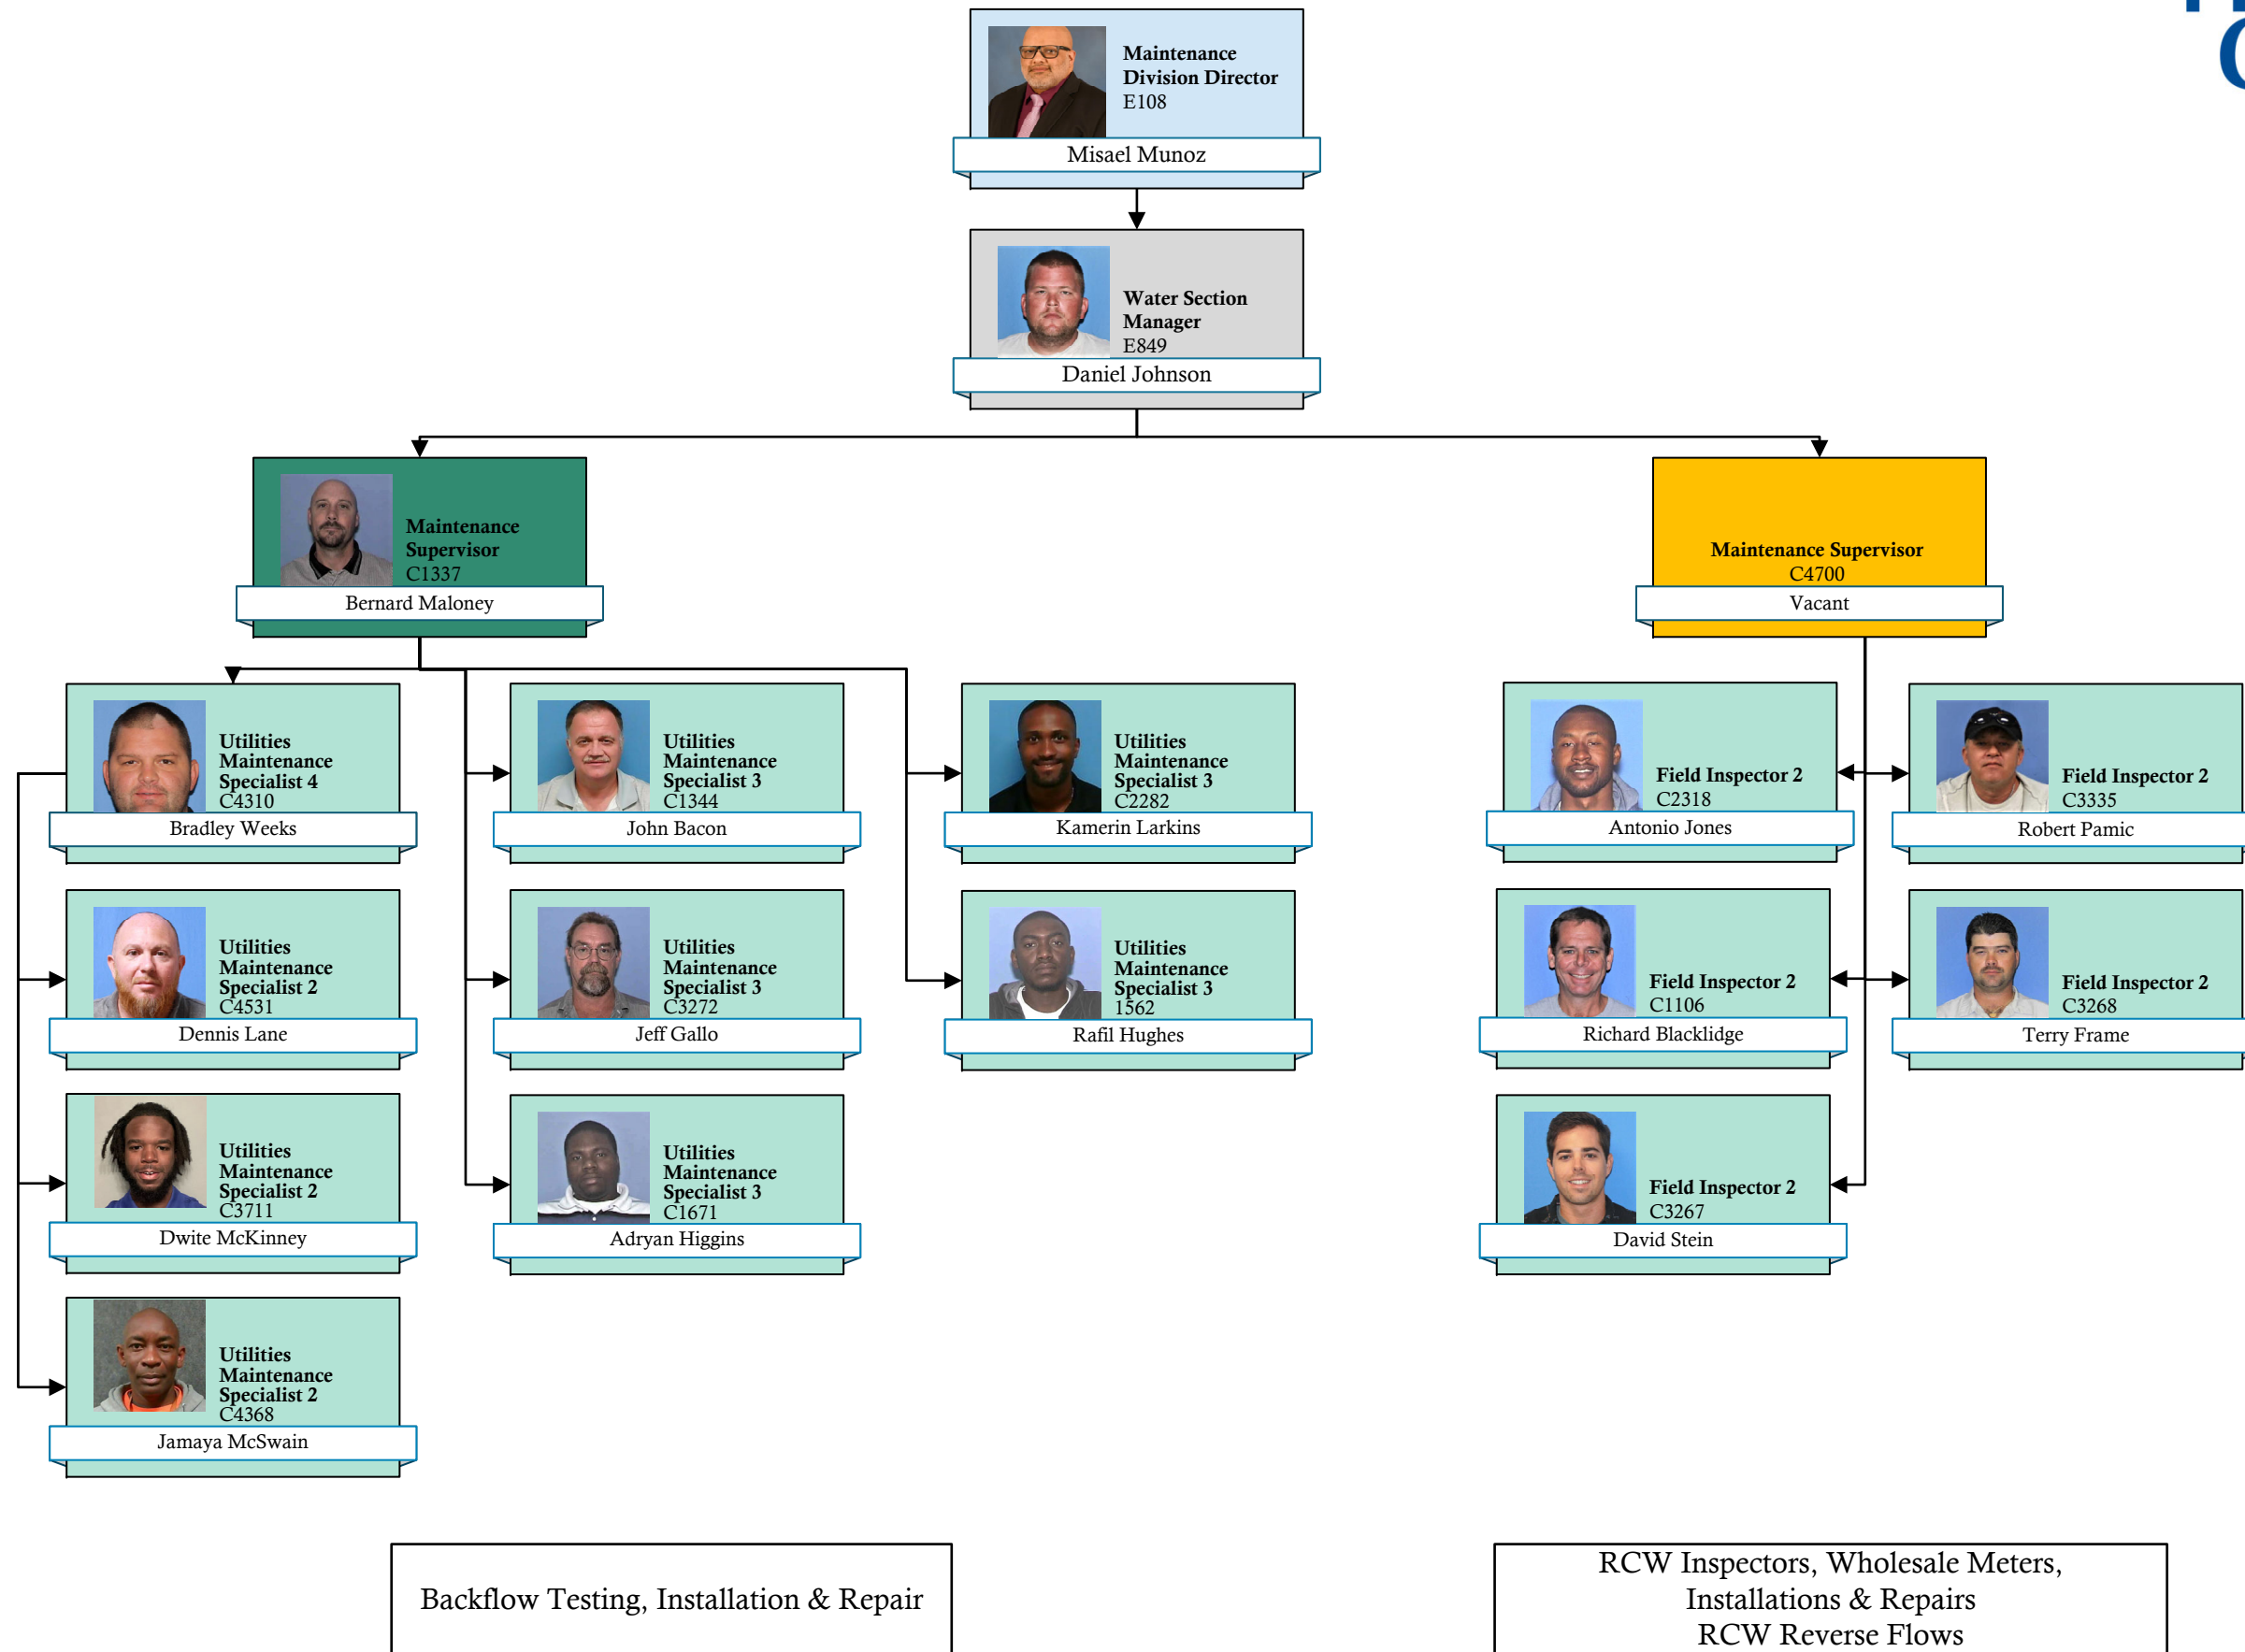 Maintenance
Division Director
E108
Misael Munoz
Water Section
Manager
E849
Daniel Johnson
Maintenance
Supervisor
C1337
Bernard Maloney
Maintenance Supervisor
C4700
Vacant
Utilities
Maintenance
Specialist 4
C4310
Bradley Weeks
Utilities
Maintenance
Specialist 3
C1344
John Bacon
Utilities
Maintenance
Specialist 3
C2282
Kamerin Larkins
Field Inspector 2
C2318
Antonio Jones
Field Inspector 2
C3335
Robert Pamic
Utilities
Maintenance
Specialist 2
C4531
Dennis Lane
Utilities
Maintenance
Specialist 3
C3272
Jeff Gallo
Utilities
Maintenance
Specialist 3
1562
Rafil Hughes
Field Inspector 2
C1106
Richard Blacklidge
Field Inspector 2
C3268
Terry Frame
Utilities
Maintenance
Specialist 2
C3711
Dwite McKinney
Utilities
Maintenance
Specialist 3
C1671
Adryan Higgins
Field Inspector 2
C3267
David Stein
Utilities
Maintenance
Specialist 2
C4368
Jamaya McSwain
Backflow Testing, Installation & Repair
RCW Inspectors, Wholesale Meters,
Installations & Repairs
RCW Reverse Flows